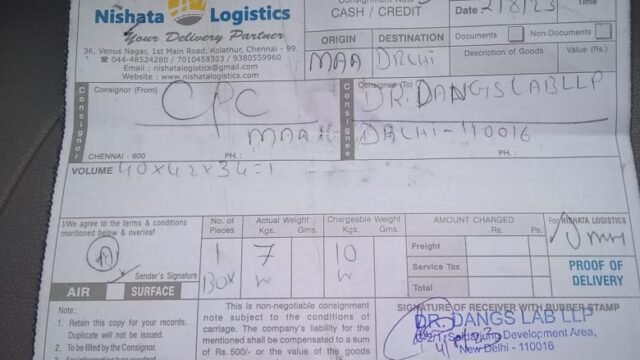 Nishata Logistics
Your Delivery Partner
36, Venus Nagar, 1st Main Road, Kolathur, Chennai - 99.
☎ 044-48524280 / 7010458303 / 9380559960
Email : nishatalogistics@gmail.com
Website : www.nishatalogistics.com
CASH / CREDIT
Date : 2/8/23
Time
ORIGIN DESTINATION
MAA DELHI
Documents Non-Documents
Description of Goods Value (Rs.)
Consignor
Consignor (From)
CPC
MAA
CHENNAI - 600 PH :
Consignee
Consignee (To)
DR. DANGS LAB LLP
DELHI - 110016
PH. :
VOLUME 40x42x34=1
I/We agree to the terms & conditions
mentioned below & overleaf
Sender's Signature
AIR SURFACE
No. of Pieces
1
BOX
Actual Weight
Kgs. Gms.
7
W
Chargeable Weight
Kgs. Gms.
10
W
AMOUNT CHARGED
Rs. Ps.
Freight
Service Tax
Total
For NISHATA LOGISTICS
PROOF OF
DELIVERY
Note :
1. Retain this copy for your records.
Duplicate will not be issued.
2. To be filled by the Consignor.
This is non-negotiable consignment
note subject to the conditions of
carriage. The company's liability for the
mentioned shall be compensated to a
sum of Rs. 500/- or the value of the goods
SIGNATURE OF RECEIVER WITH RUBBER STAMP
DR. DANGS LAB LLP
Development Area,
New Delhi - 110016